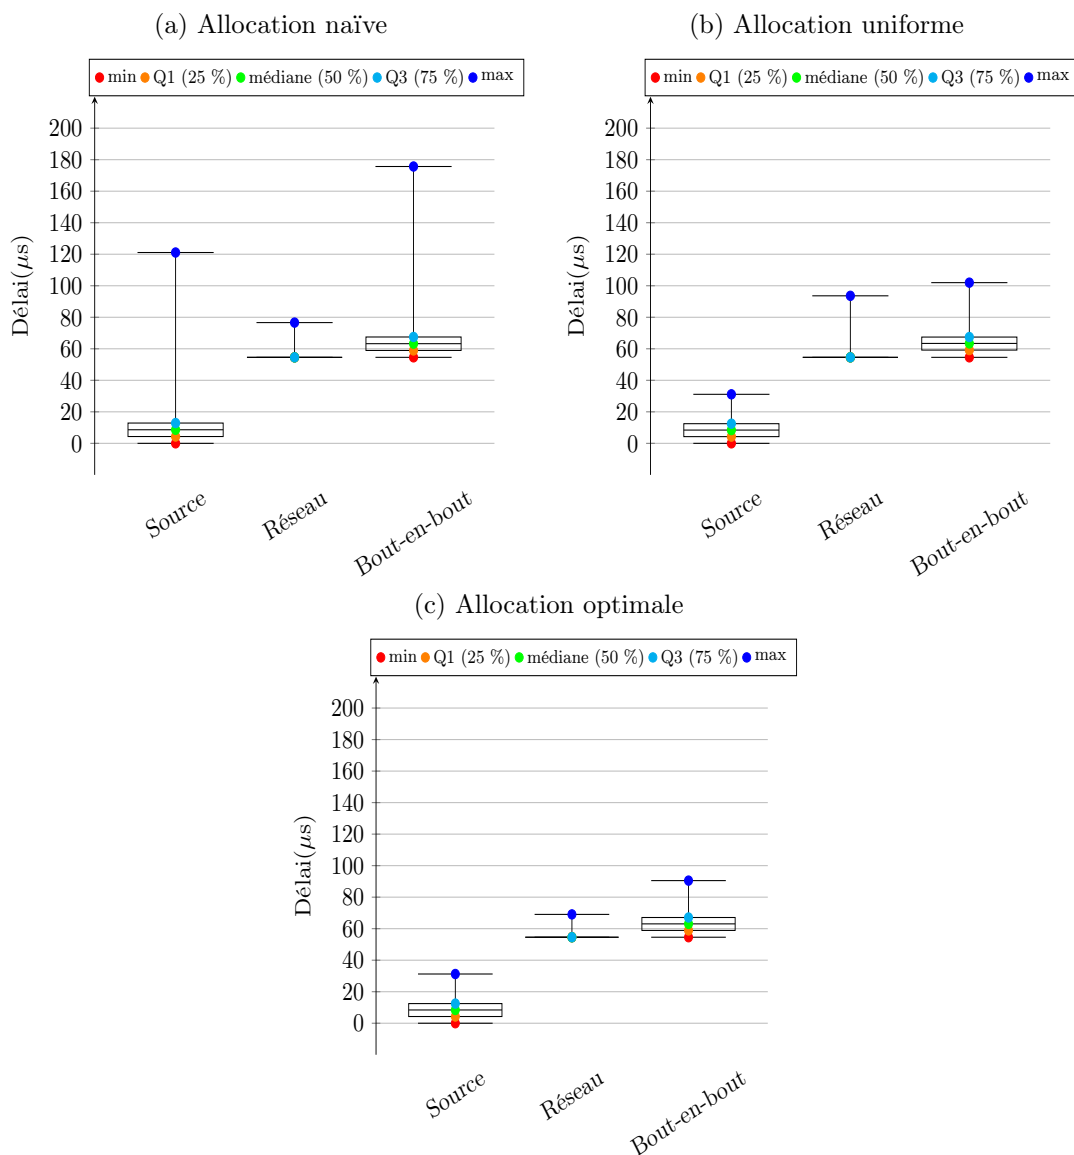 (a) Allocation naïve
min Q1 (25 %) médiane (50 %) Q3 (75 %) max
200
180
160
140
120
100
80
60
40
20
0
Délai(μs)
Source
Réseau
Bout-en-bout
(b) Allocation uniforme
min Q1 (25 %) médiane (50 %) Q3 (75 %) max
200
180
160
140
120
100
80
60
40
20
0
Délai(μs)
Source
Réseau
Bout-en-bout
(c) Allocation optimale
min Q1 (25 %) médiane (50 %) Q3 (75 %) max
200
180
160
140
120
100
80
60
40
20
0
Délai(μs)
Source
Réseau
Bout-en-bout